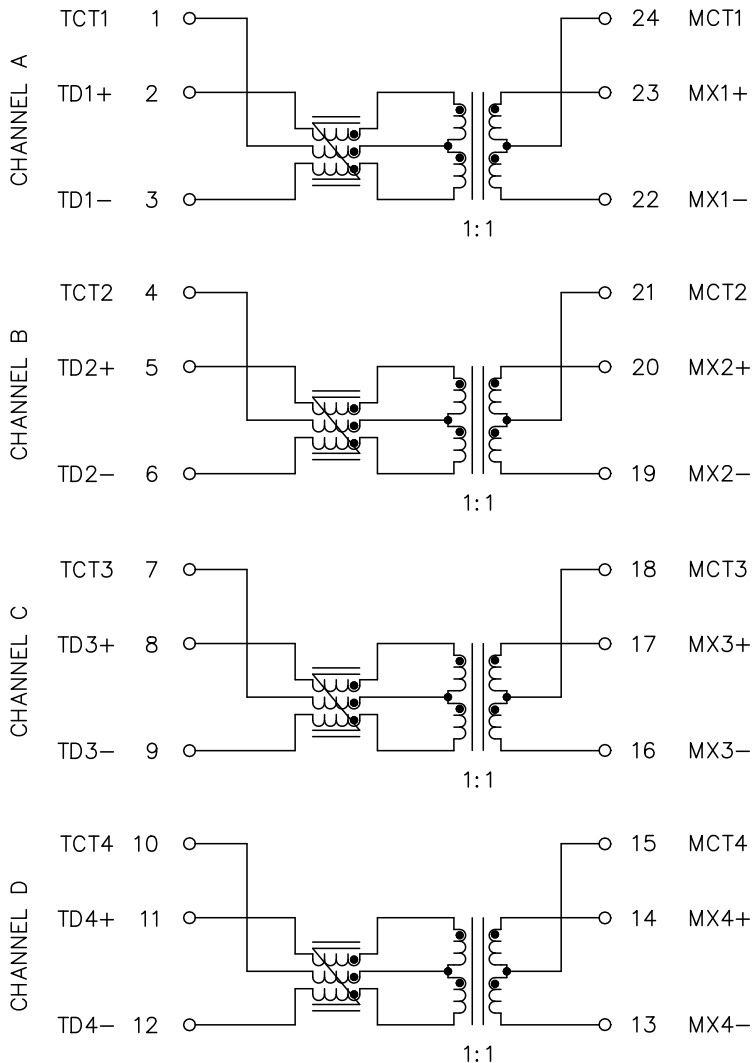 TCT1 1 24 MCT1
CHANNEL A
TD1+ 2 23 MX1+
TD1− 3 22 MX1−
1:1
TCT2 4 21 MCT2
CHANNEL B
TD2+ 5 20 MX2+
TD2− 6 19 MX2−
1:1
TCT3 7 18 MCT3
CHANNEL C
TD3+ 8 17 MX3+
TD3− 9 16 MX3−
1:1
TCT4 10 15 MCT4
CHANNEL D
TD4+ 11 14 MX4+
TD4− 12 13 MX4−
1:1